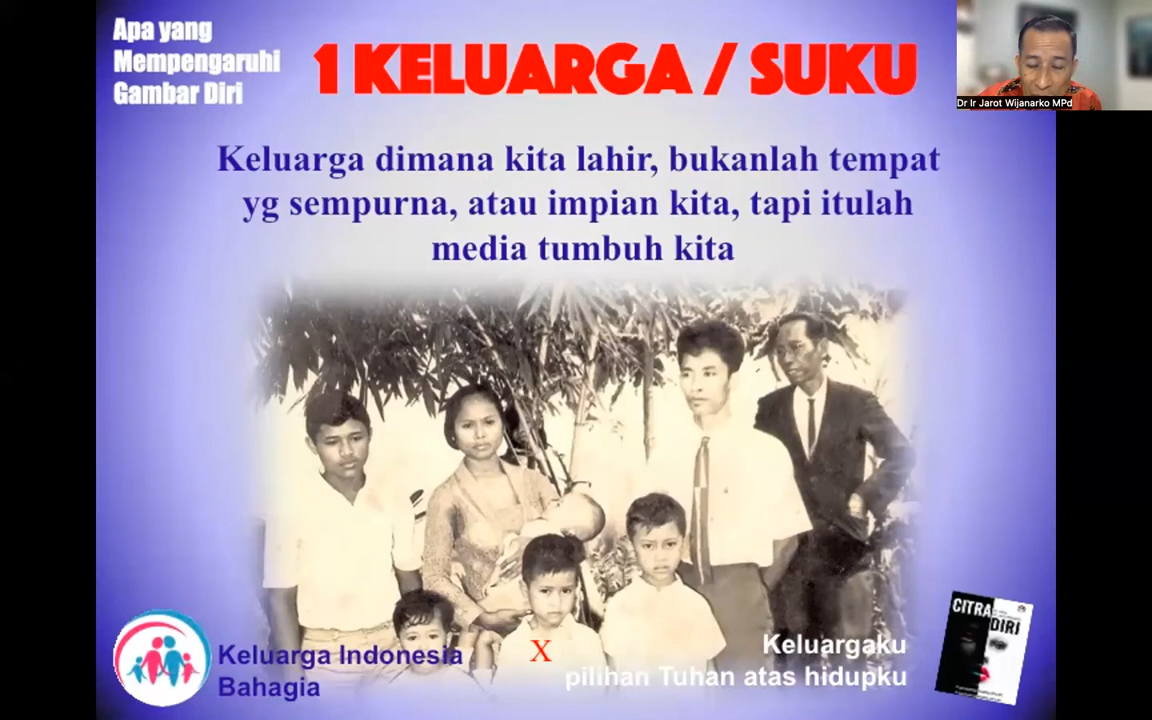 Apa yang
Mempengaruhi
Gambar Diri
1 KELUARGA / SUKU
Dr Ir Jarot Wijanarko MPd
Keluarga dimana kita lahir, bukanlah tempat
yg sempurna, atau impian kita, tapi itulah
media tumbuh kita
X
Keluarga Indonesia
Bahagia
Keluargaku
pilihan Tuhan atas hidupku
CITRA
DIRI